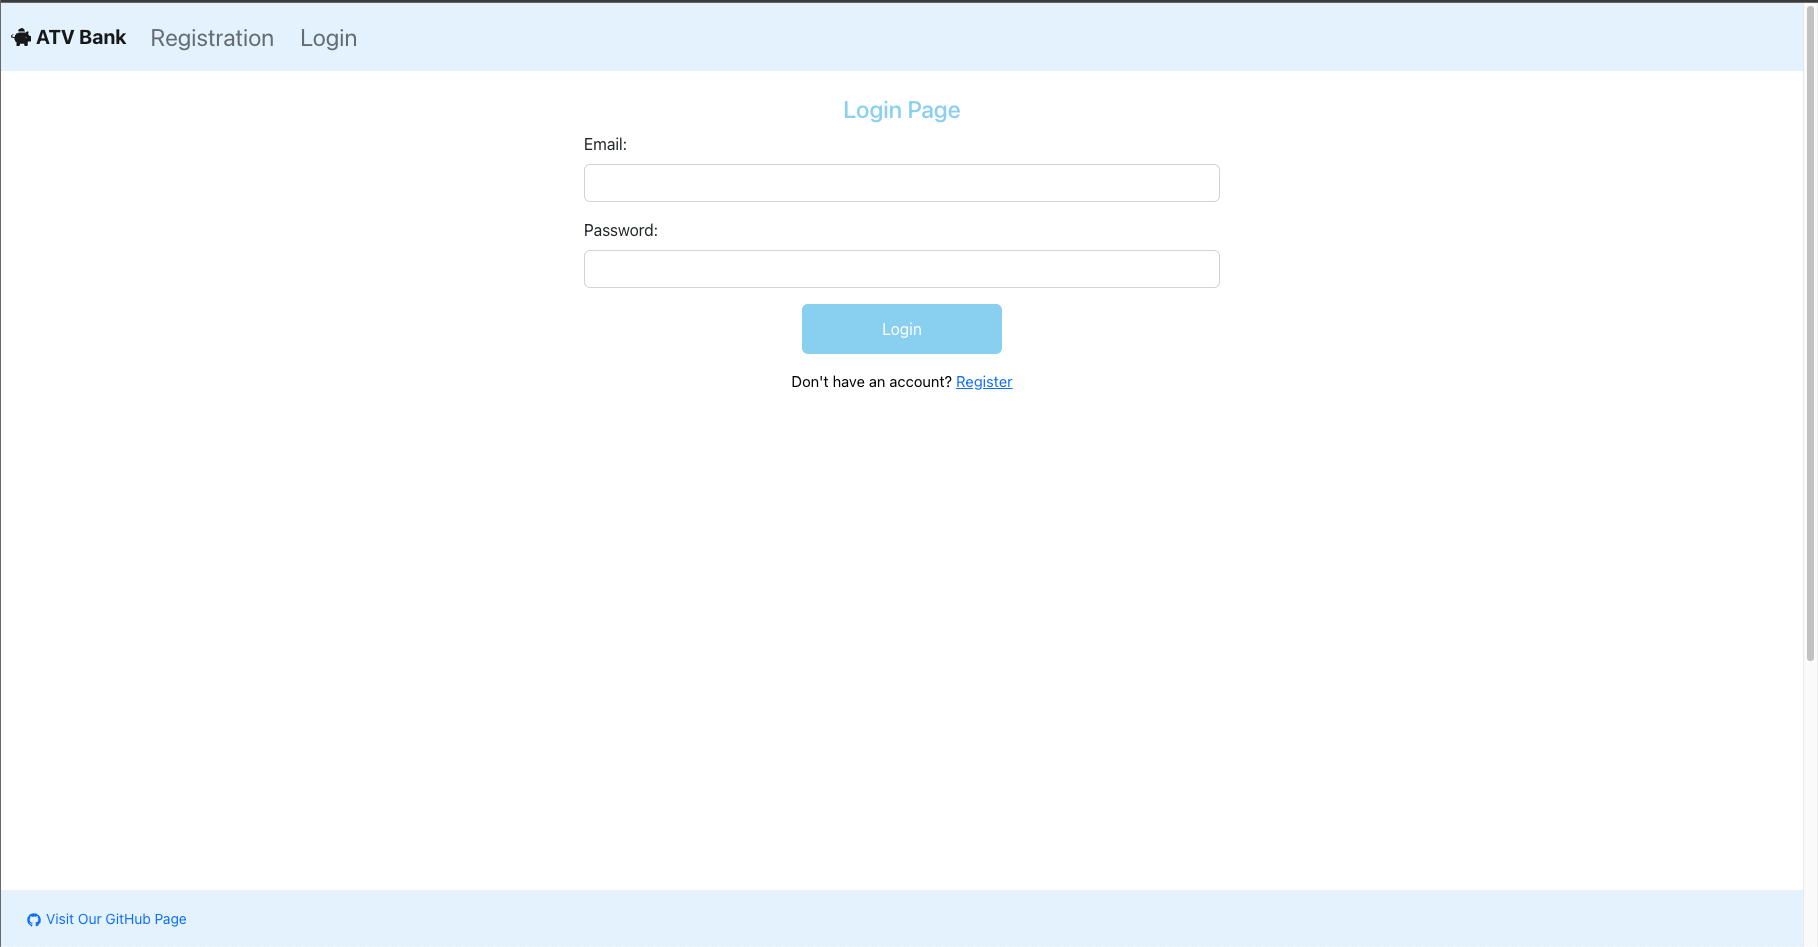 ATV Bank Registration Login
Login Page
Email:
Password:
Login
Don't have an account? Register
Visit Our GitHub Page